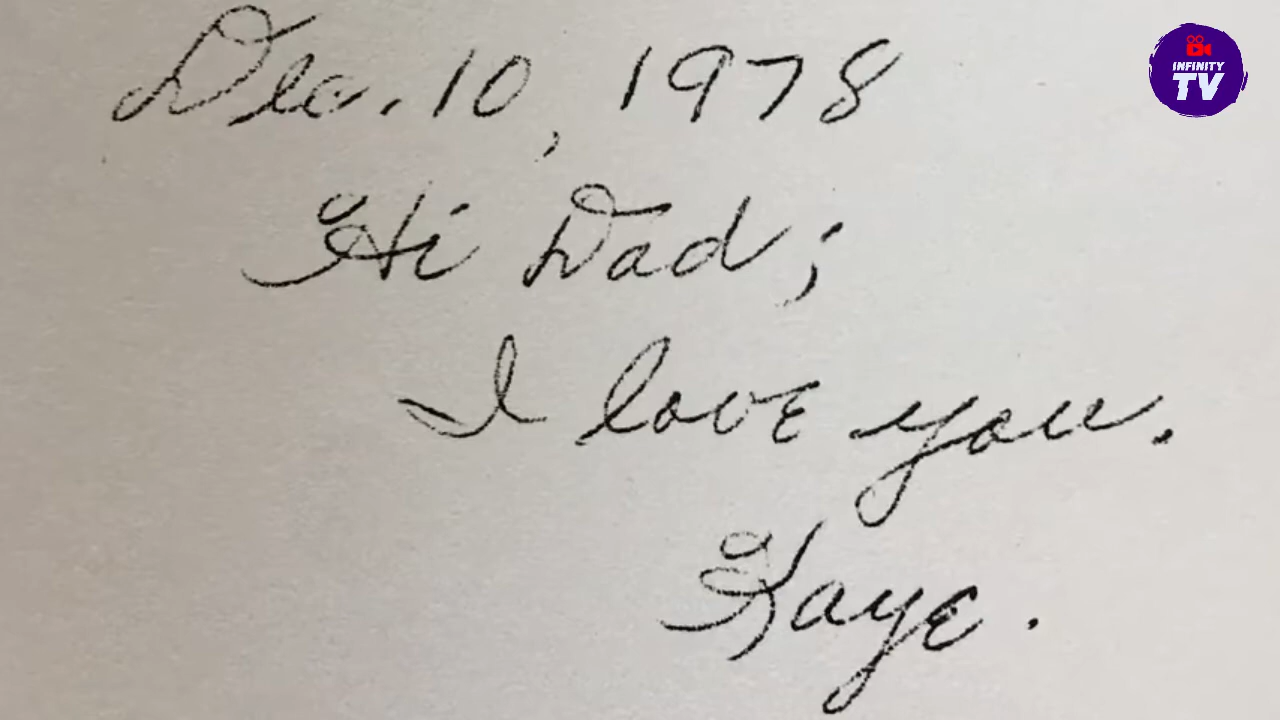 Dec. 10, 1978
Hi Dad;
I love you.
Kaye.
INFINITY
TV